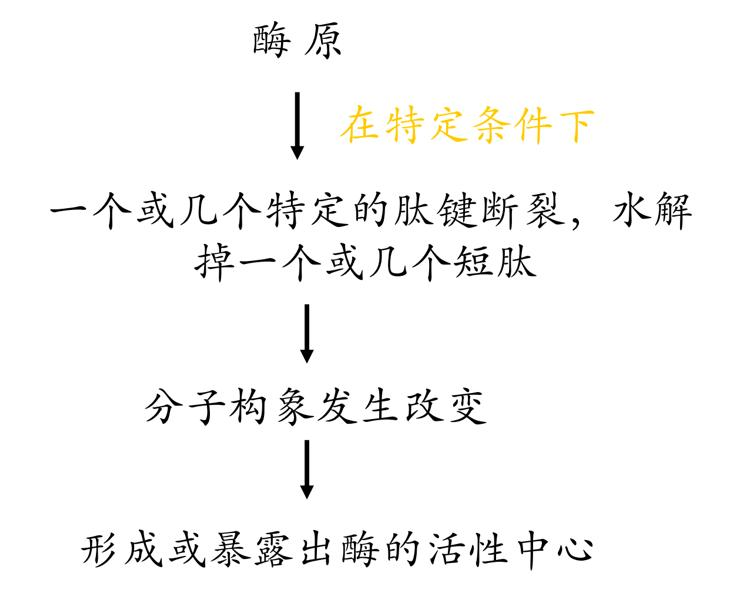 酶原
在特定条件下
一个或几个特定的肽键断裂，水解
掉一个或几个短肽
分子构象发生改变
形成或暴露出酶的活性中心